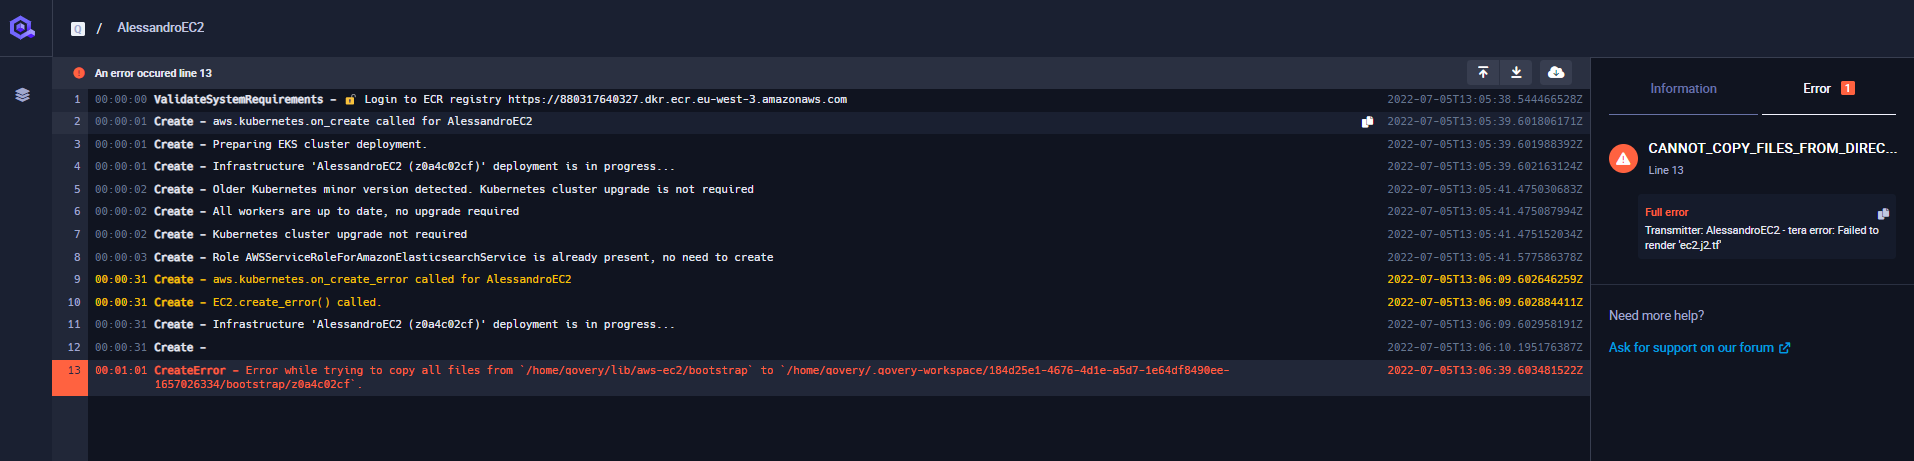 Q / AlessandroEC2
An error occured line 13
1 00:00:00 ValidateSystemRequirements - 🔓 Login to ECR registry https://880317640327.dkr.ecr.eu-west-3.amazonaws.com 2022-07-05T13:05:38.544466528Z
2 00:00:01 Create - aws.kubernetes.on_create called for AlessandroEC2 2022-07-05T13:05:39.601806171Z
3 00:00:01 Create - Preparing EKS cluster deployment. 2022-07-05T13:05:39.601988392Z
4 00:00:01 Create - Infrastructure 'AlessandroEC2 (z0a4c02cf)' deployment is in progress... 2022-07-05T13:05:39.602163124Z
5 00:00:02 Create - Older Kubernetes minor version detected. Kubernetes cluster upgrade is not required 2022-07-05T13:05:41.475030683Z
6 00:00:02 Create - All workers are up to date, no upgrade required 2022-07-05T13:05:41.475087994Z
7 00:00:02 Create - Kubernetes cluster upgrade not required 2022-07-05T13:05:41.475152034Z
8 00:00:03 Create - Role AWSServiceRoleForAmazonElasticsearchService is already present, no need to create 2022-07-05T13:05:41.577586378Z
9 00:00:31 Create - aws.kubernetes.on_create_error called for AlessandroEC2 2022-07-05T13:06:09.602646259Z
10 00:00:31 Create - EC2.create_error() called. 2022-07-05T13:06:09.602884411Z
11 00:00:31 Create - Infrastructure 'AlessandroEC2 (z0a4c02cf)' deployment is in progress... 2022-07-05T13:06:09.602958191Z
12 00:00:31 Create - 2022-07-05T13:06:10.195176387Z
13 00:01:01 CreateError - Error while trying to copy all files from `/home/qovery/lib/aws-ec2/bootstrap` to `/home/qovery/.qovery-workspace/184d25e1-4676-4d1e-a5d7-1e64df8490ee- 2022-07-05T13:06:39.603481522Z
1657026334/bootstrap/z0a4c02cf`.
Information Error 1
CANNOT_COPY_FILES_FROM_DIREC...
Line 13
Full error
Transmitter: AlessandroEC2 - tera error: Failed to
render 'ec2.j2.tf'
Need more help?
Ask for support on our forum